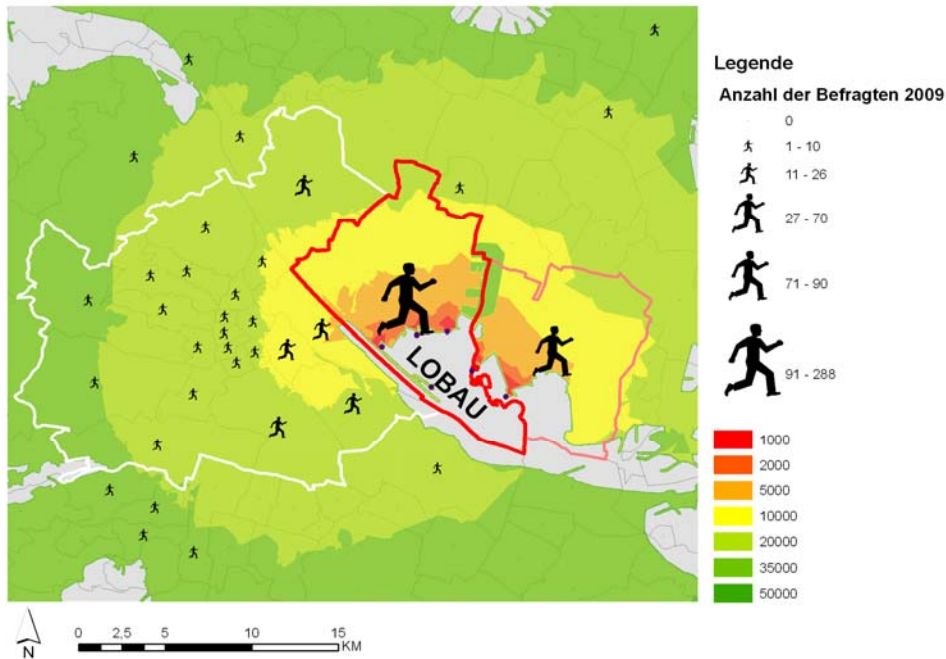 LOBAU
Legende
Anzahl der Befragten 2009
0
1 - 10
11 - 26
27 - 70
71 - 90
91 - 288
1000
2000
5000
10000
20000
35000
50000
N
0 2,5 5 10 15
KM